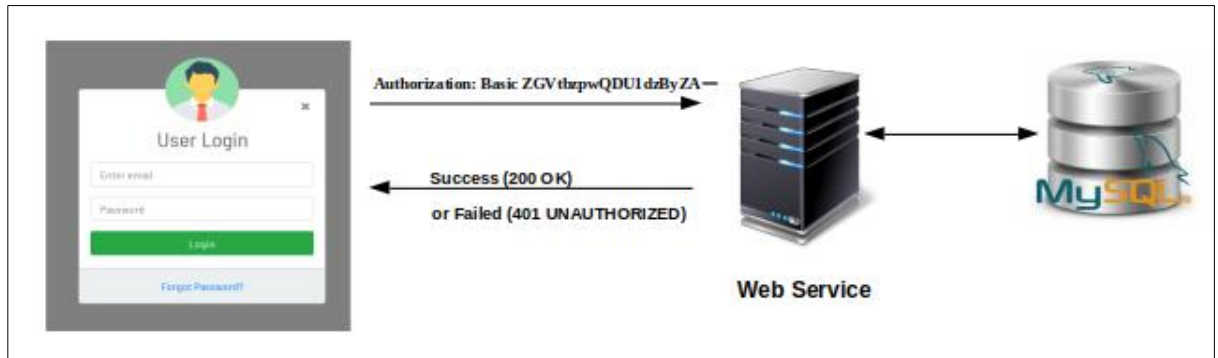 Authorization: Basic ZGVtbzpwQDU1dzByZA—
×
User Login
Enter email
Password
Login
Forgot Password?
Success (200 OK)
or Failed (401 UNAUTHORIZED)
Web Service
MySQL